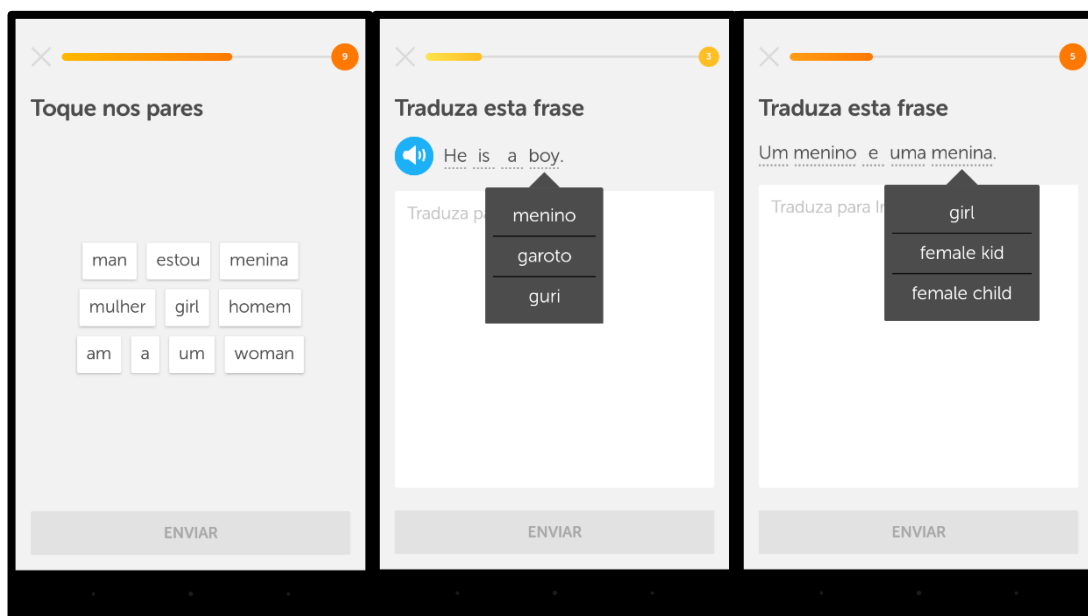 9
Toque nos pares
man estou menina
mulher girl homem
am a um woman
ENVIAR
3
Traduza esta frase
He is a boy.
Traduza p
menino
garoto
guri
ENVIAR
5
Traduza esta frase
Um menino e uma menina.
Traduza para In
girl
female kid
female child
ENVIAR